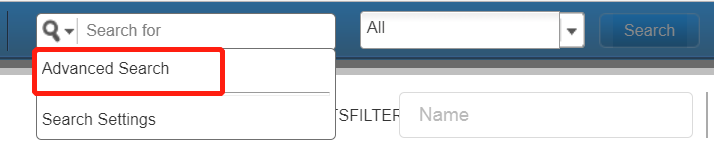 Search for
All
Search
Advanced Search
Search Settings
TSFILTER
Name